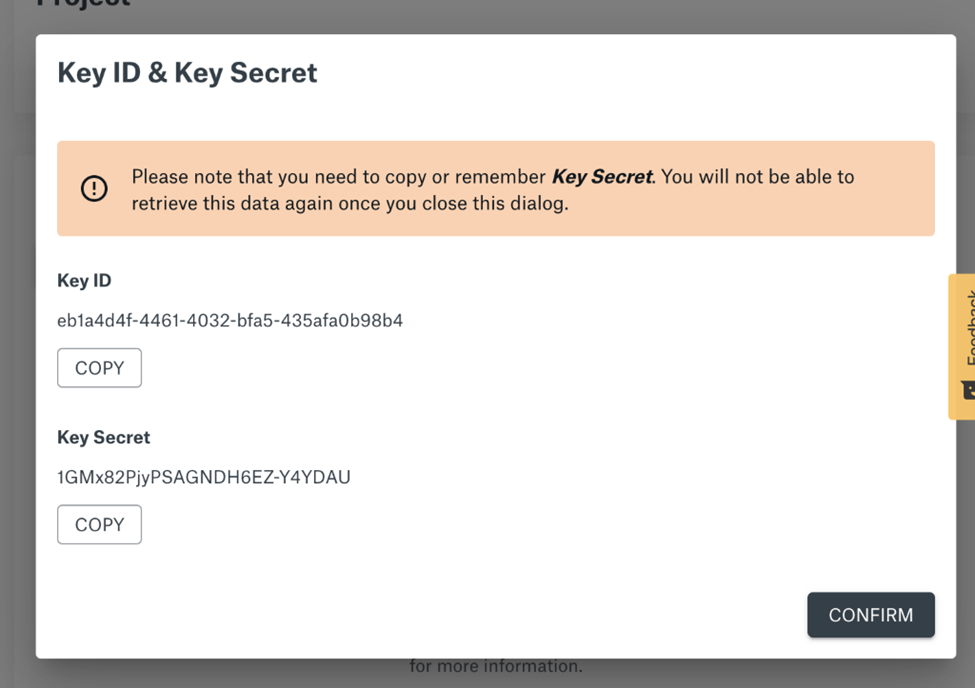 Project
Key ID & Key Secret
Please note that you need to copy or remember Key Secret. You will not be able to
retrieve this data again once you close this dialog.
Key ID
eb1a4d4f-4461-4032-bfa5-435afa0b98b4
COPY
Key Secret
1GMx82PjyPSAGNDH6EZ-Y4YDAU
COPY
Feedback
CONFIRM
for more information.